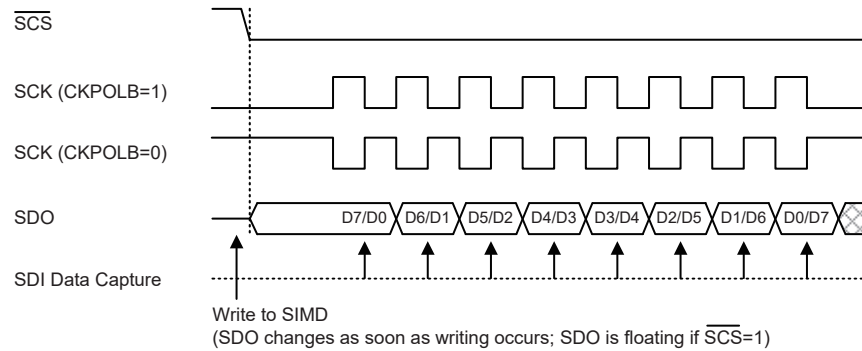 SCS
SCK (CKPOLB=1)
SCK (CKPOLB=0)
SDO
D7/D0 D6/D1 D5/D2 D4/D3 D3/D4 D2/D5 D1/D6 D0/D7
SDI Data Capture
Write to SIMD
(SDO changes as soon as writing occurs; SDO is floating if SCS=1)